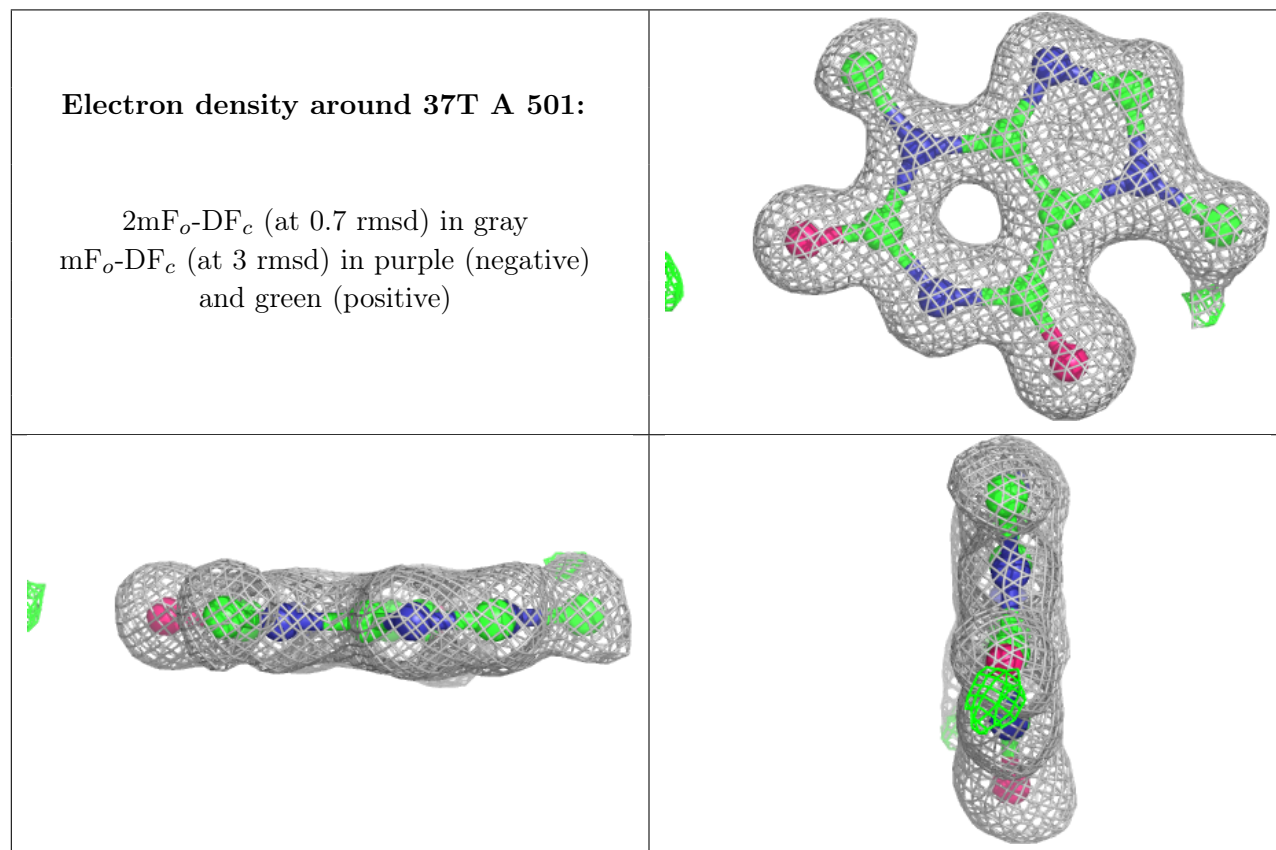 Electron density around 37T A 501:
2mFo-DFc (at 0.7 rmsd) in gray
mFo-DFc (at 3 rmsd) in purple (negative)
and green (positive)